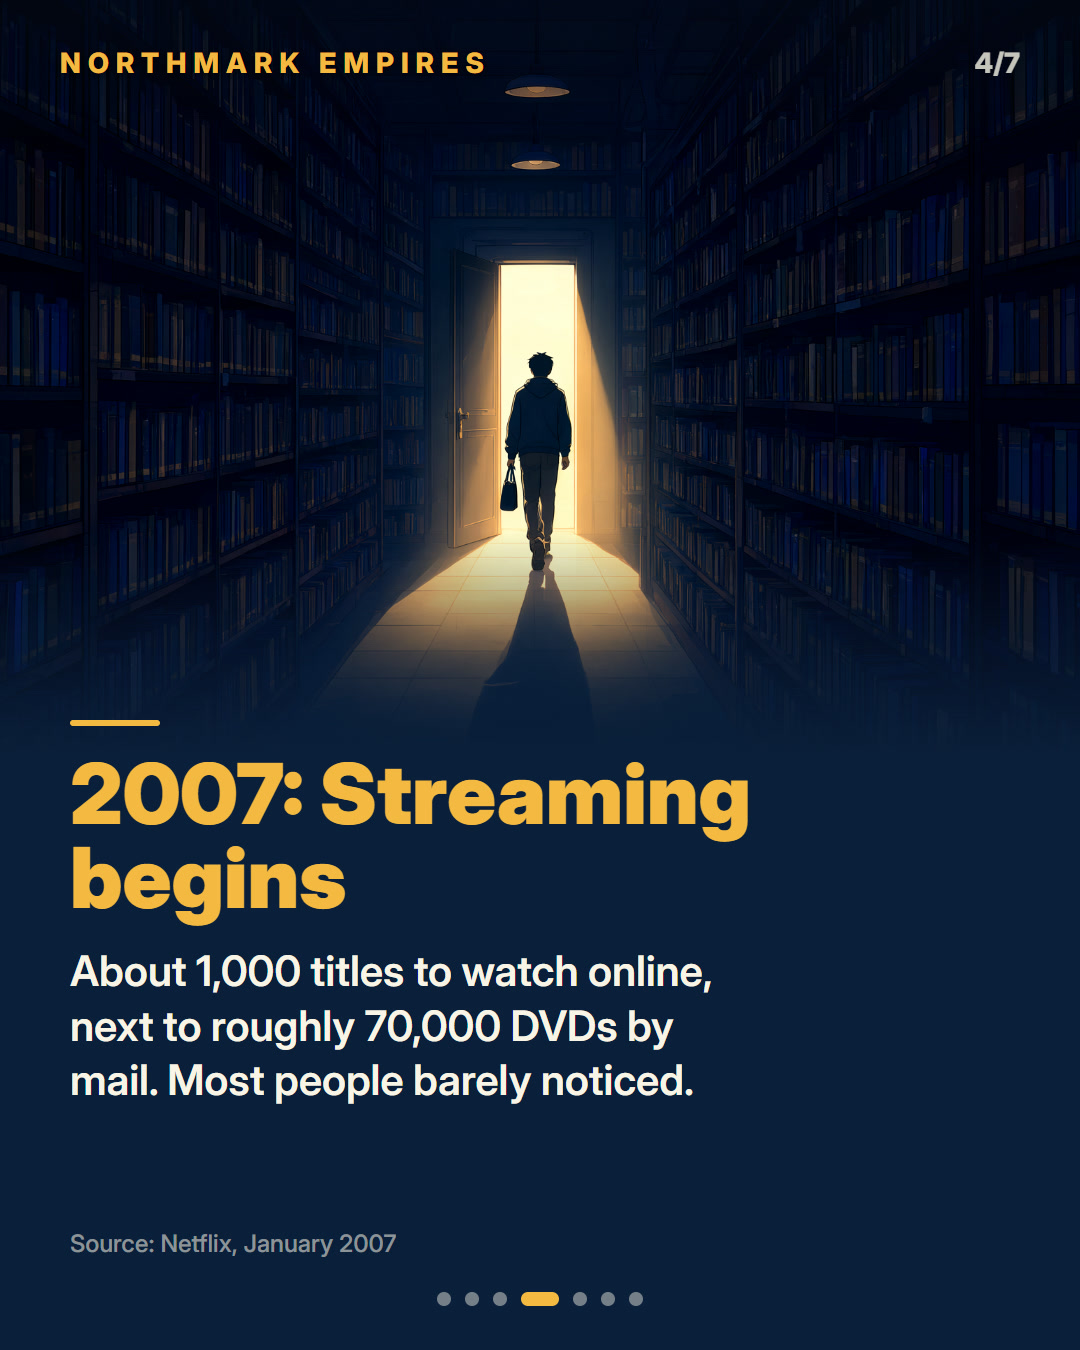 NORTHMARK EMPIRES
4/7
2007: Streaming
begins
About 1,000 titles to watch online,
next to roughly 70,000 DVDs by
mail. Most people barely noticed.
Source: Netflix, January 2007